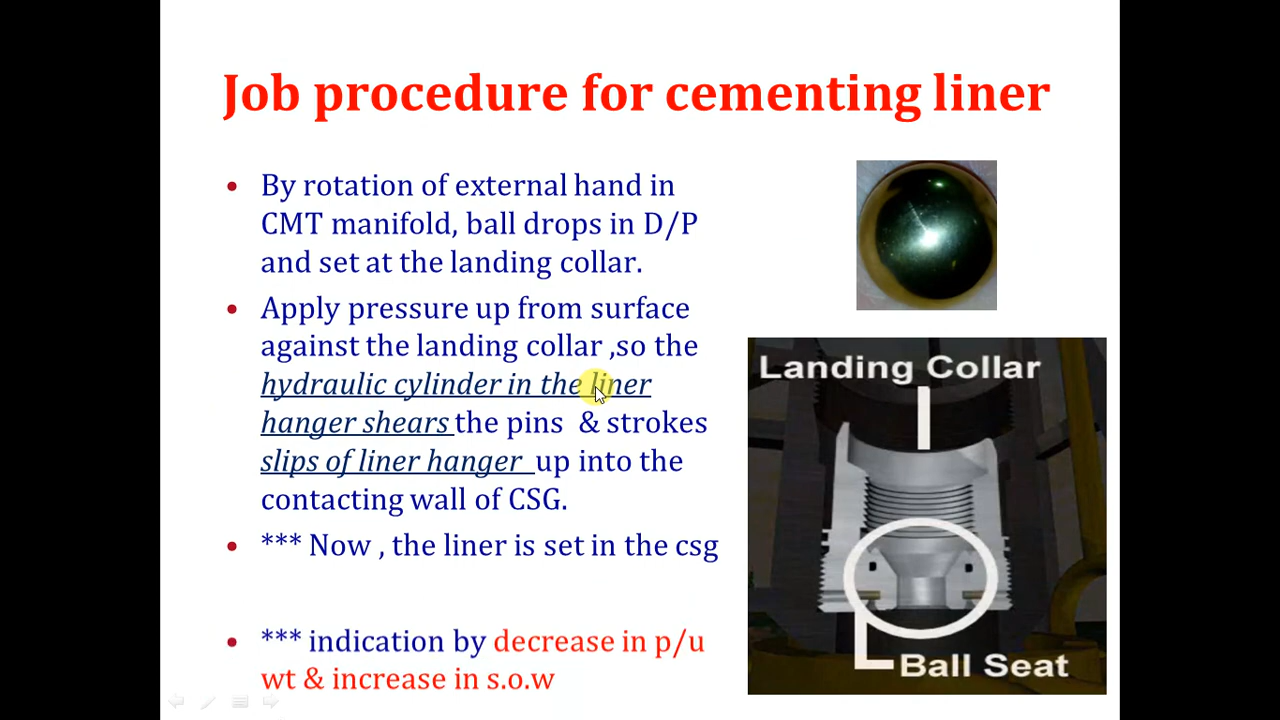 Job procedure for cementing liner
By rotation of external hand in
CMT manifold, ball drops in D/P
and set at the landing collar.
Apply pressure up from surface
against the landing collar ,so the
hydraulic cylinder in the liner
hanger shears the pins & strokes
slips of liner hanger up into the
contacting wall of CSG.
*** Now , the liner is set in the csg
*** indication by decrease in p/u
wt & increase in s.o.w
Landing Collar
Ball Seat